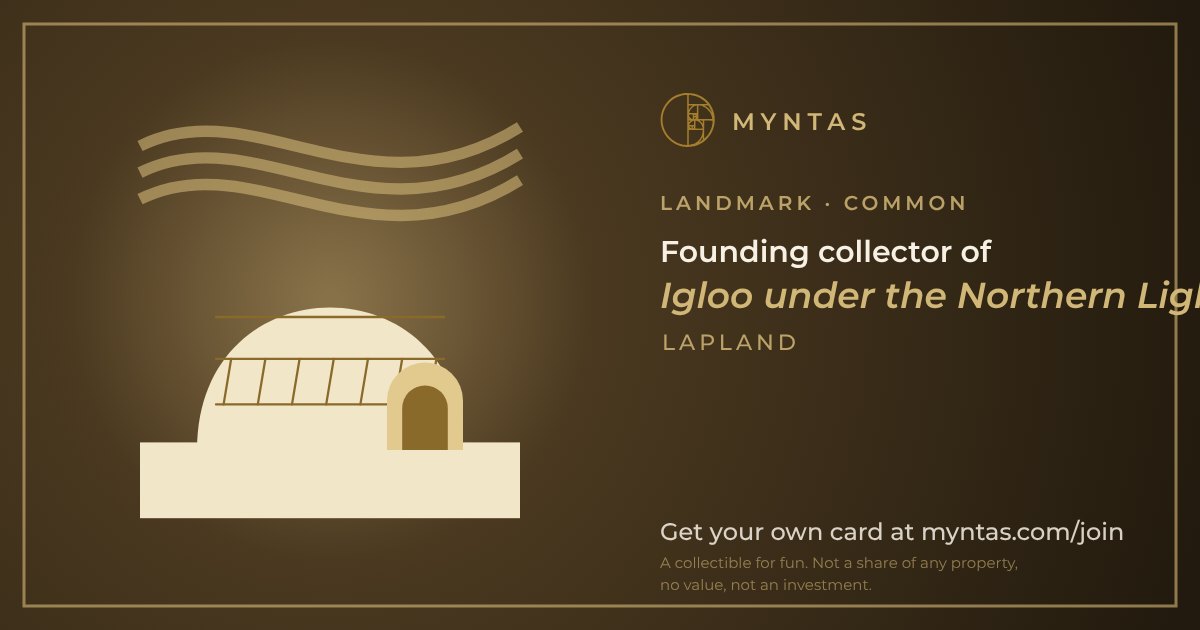 MYNTAS
LANDMARK · COMMON
Founding collector of
Igloo under the Northern
LAPLAND
Get your own card at myntas.com/join
A collectible for fun. Not a share of any property,
no value, not an investment.